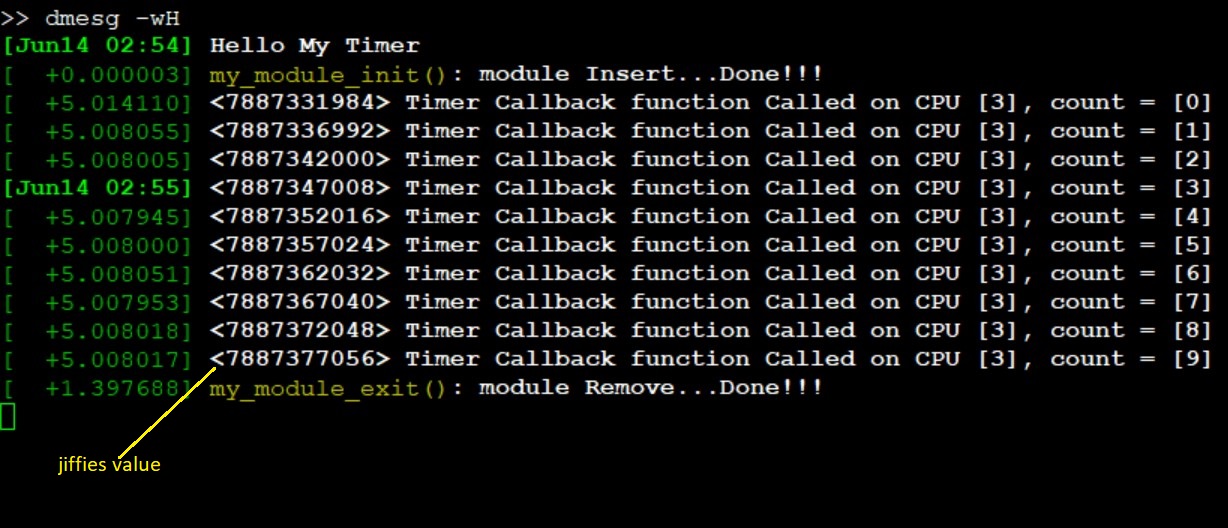 >> dmesg -wH
[Jun14 02:54] Hello My Timer
[  +0.000003] my_module_init(): module Insert...Done!!!
[  +5.014110] <7887331984> Timer Callback function Called on CPU [3], count = [0]
[  +5.008055] <7887336992> Timer Callback function Called on CPU [3], count = [1]
[  +5.008005] <7887342000> Timer Callback function Called on CPU [3], count = [2]
[Jun14 02:55] <7887347008> Timer Callback function Called on CPU [3], count = [3]
[  +5.007945] <7887352016> Timer Callback function Called on CPU [3], count = [4]
[  +5.008000] <7887357024> Timer Callback function Called on CPU [3], count = [5]
[  +5.008051] <7887362032> Timer Callback function Called on CPU [3], count = [6]
[  +5.007953] <7887367040> Timer Callback function Called on CPU [3], count = [7]
[  +5.008018] <7887372048> Timer Callback function Called on CPU [3], count = [8]
[  +5.008017] <7887377056> Timer Callback function Called on CPU [3], count = [9]
[  +1.397688] my_module_exit(): module Remove...Done!!!
jiffies value